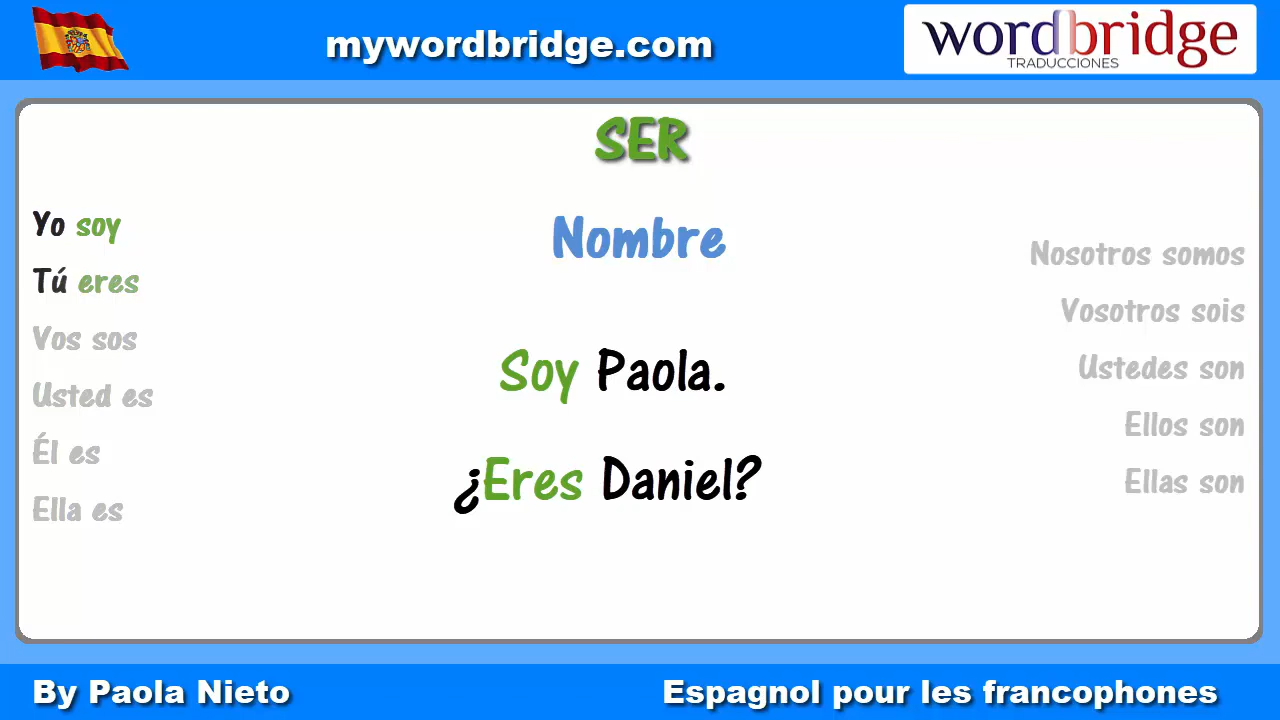 mywordbridge.com
wordbridge
TRADUCCIONES
SER
Nombre
Yo soy
Tú eres
Vos sos
Usted es
Él es
Ella es
Soy Paola.
¿Eres Daniel?
Nosotros somos
Vosotros sois
Ustedes son
Ellos son
Ellas son
By Paola Nieto
Espagnol pour les francophones